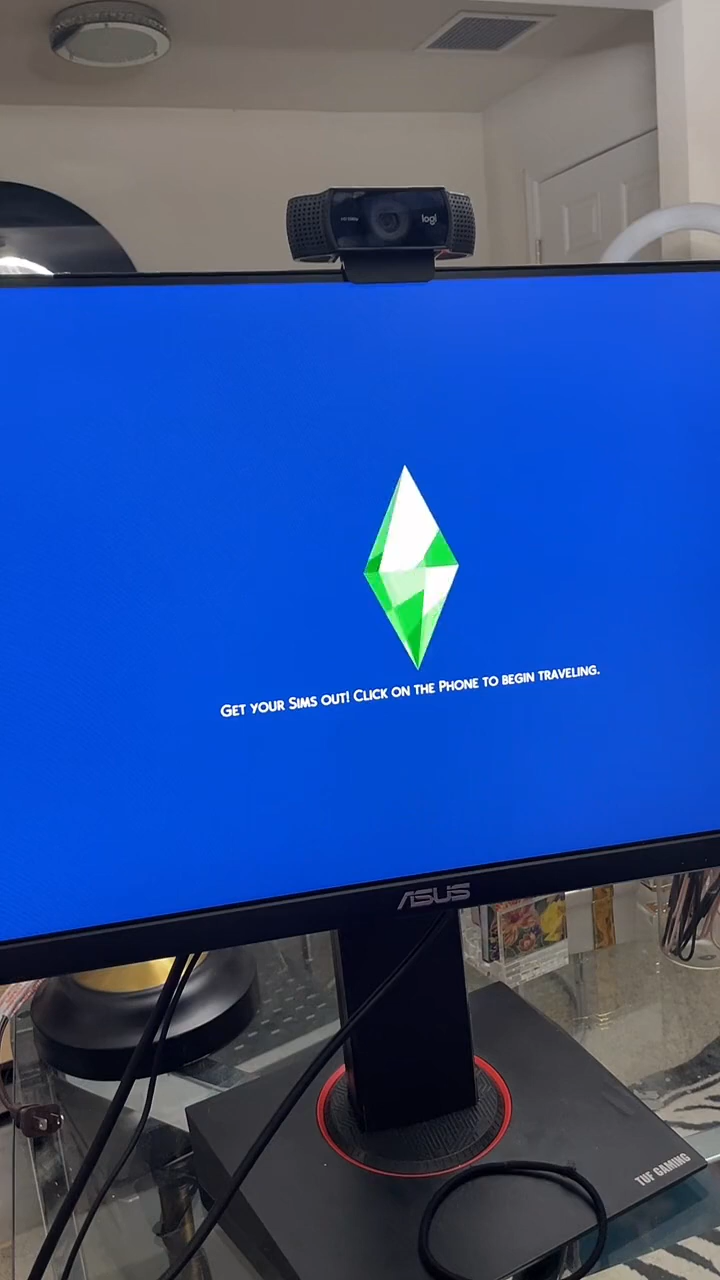 logi
GET YOUR SIMS OUT! CLICK ON THE PHONE TO BEGIN TRAVELING.
ASUS
TUF GAMING